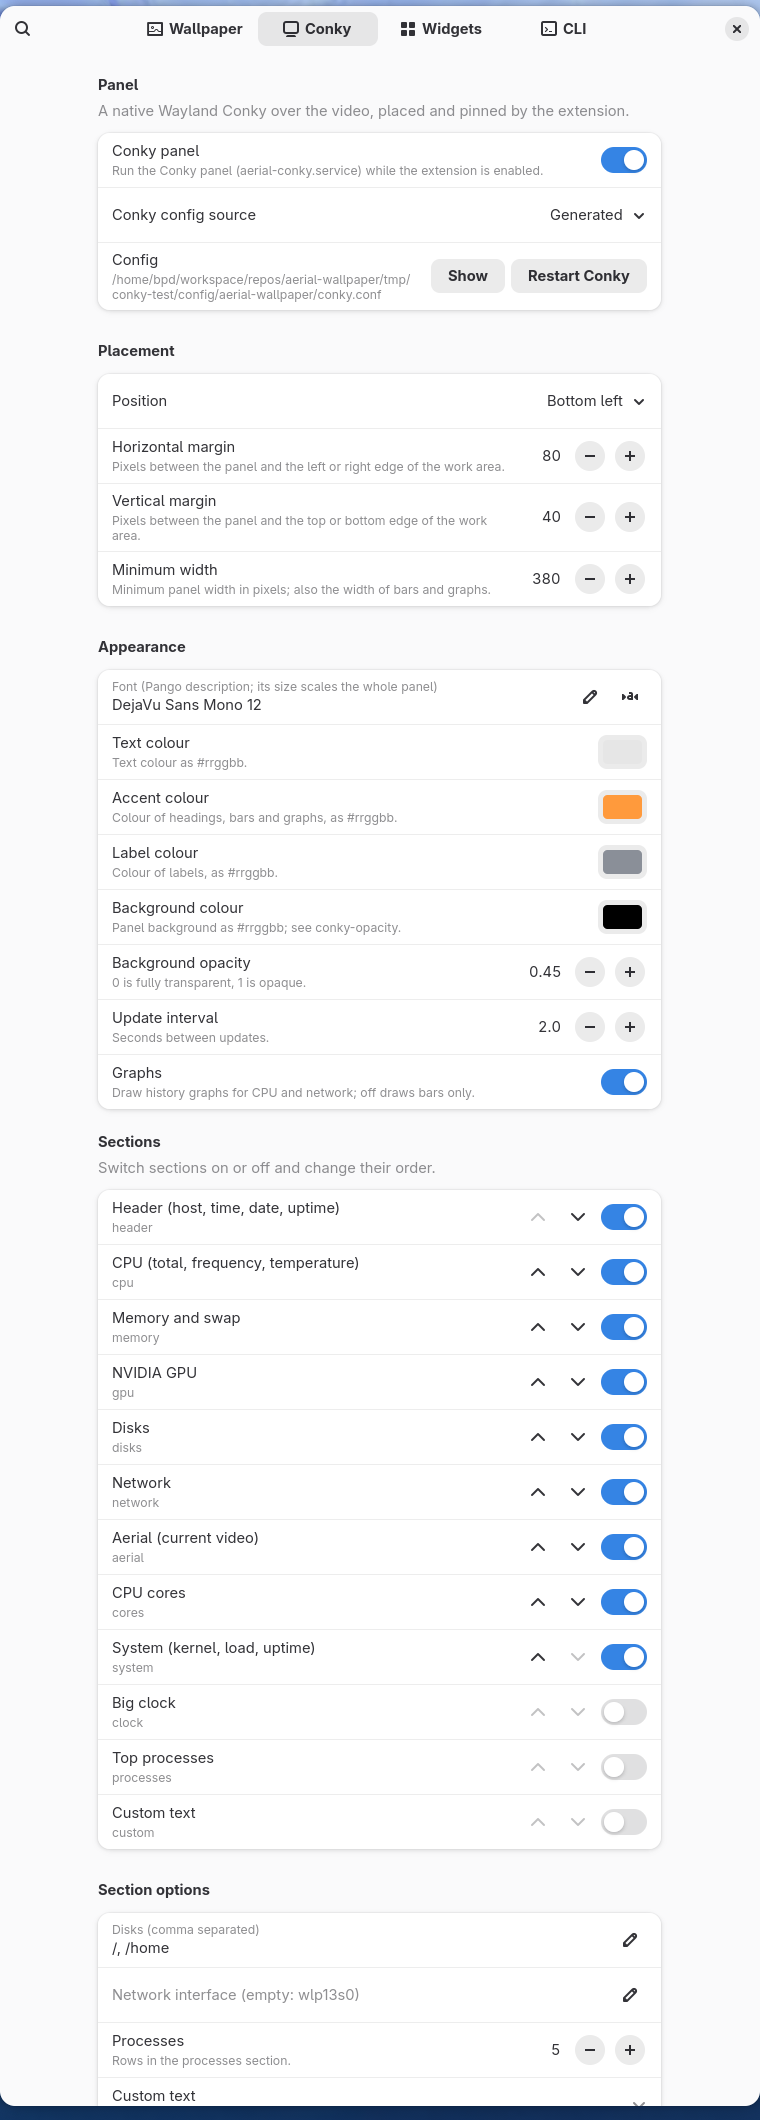 Wallpaper
Conky
Widgets
CLI
Panel
A native Wayland Conky over the video, placed and pinned by the extension.
Conky panel
Run the Conky panel (aerial-conky.service) while the extension is enabled.
Conky config source
Generated
Config
/home/bpd/workspace/repos/aerial-wallpaper/tmp/
conky-test/config/aerial-wallpaper/conky.conf
Show
Restart Conky
Placement
Position
Bottom left
Horizontal margin
Pixels between the panel and the left or right edge of the work area.
80
Vertical margin
Pixels between the panel and the top or bottom edge of the work
area.
40
Minimum width
Minimum panel width in pixels; also the width of bars and graphs.
380
Appearance
Font (Pango description; its size scales the whole panel)
DejaVu Sans Mono 12
Text colour
Text colour as #rrggbb.
Accent colour
Colour of headings, bars and graphs, as #rrggbb.
Label colour
Colour of labels, as #rrggbb.
Background colour
Panel background as #rrggbb; see conky-opacity.
Background opacity
0 is fully transparent, 1 is opaque.
0.45
Update interval
Seconds between updates.
2.0
Graphs
Draw history graphs for CPU and network; off draws bars only.
Sections
Switch sections on or off and change their order.
Header (host, time, date, uptime)
header
CPU (total, frequency, temperature)
cpu
Memory and swap
memory
NVIDIA GPU
gpu
Disks
disks
Network
network
Aerial (current video)
aerial
CPU cores
cores
System (kernel, load, uptime)
system
Big clock
clock
Top processes
processes
Custom text
custom
Section options
Disks (comma separated)
/, /home
Network interface (empty: wlp13s0)
Processes
Rows in the processes section.
5
Custom text